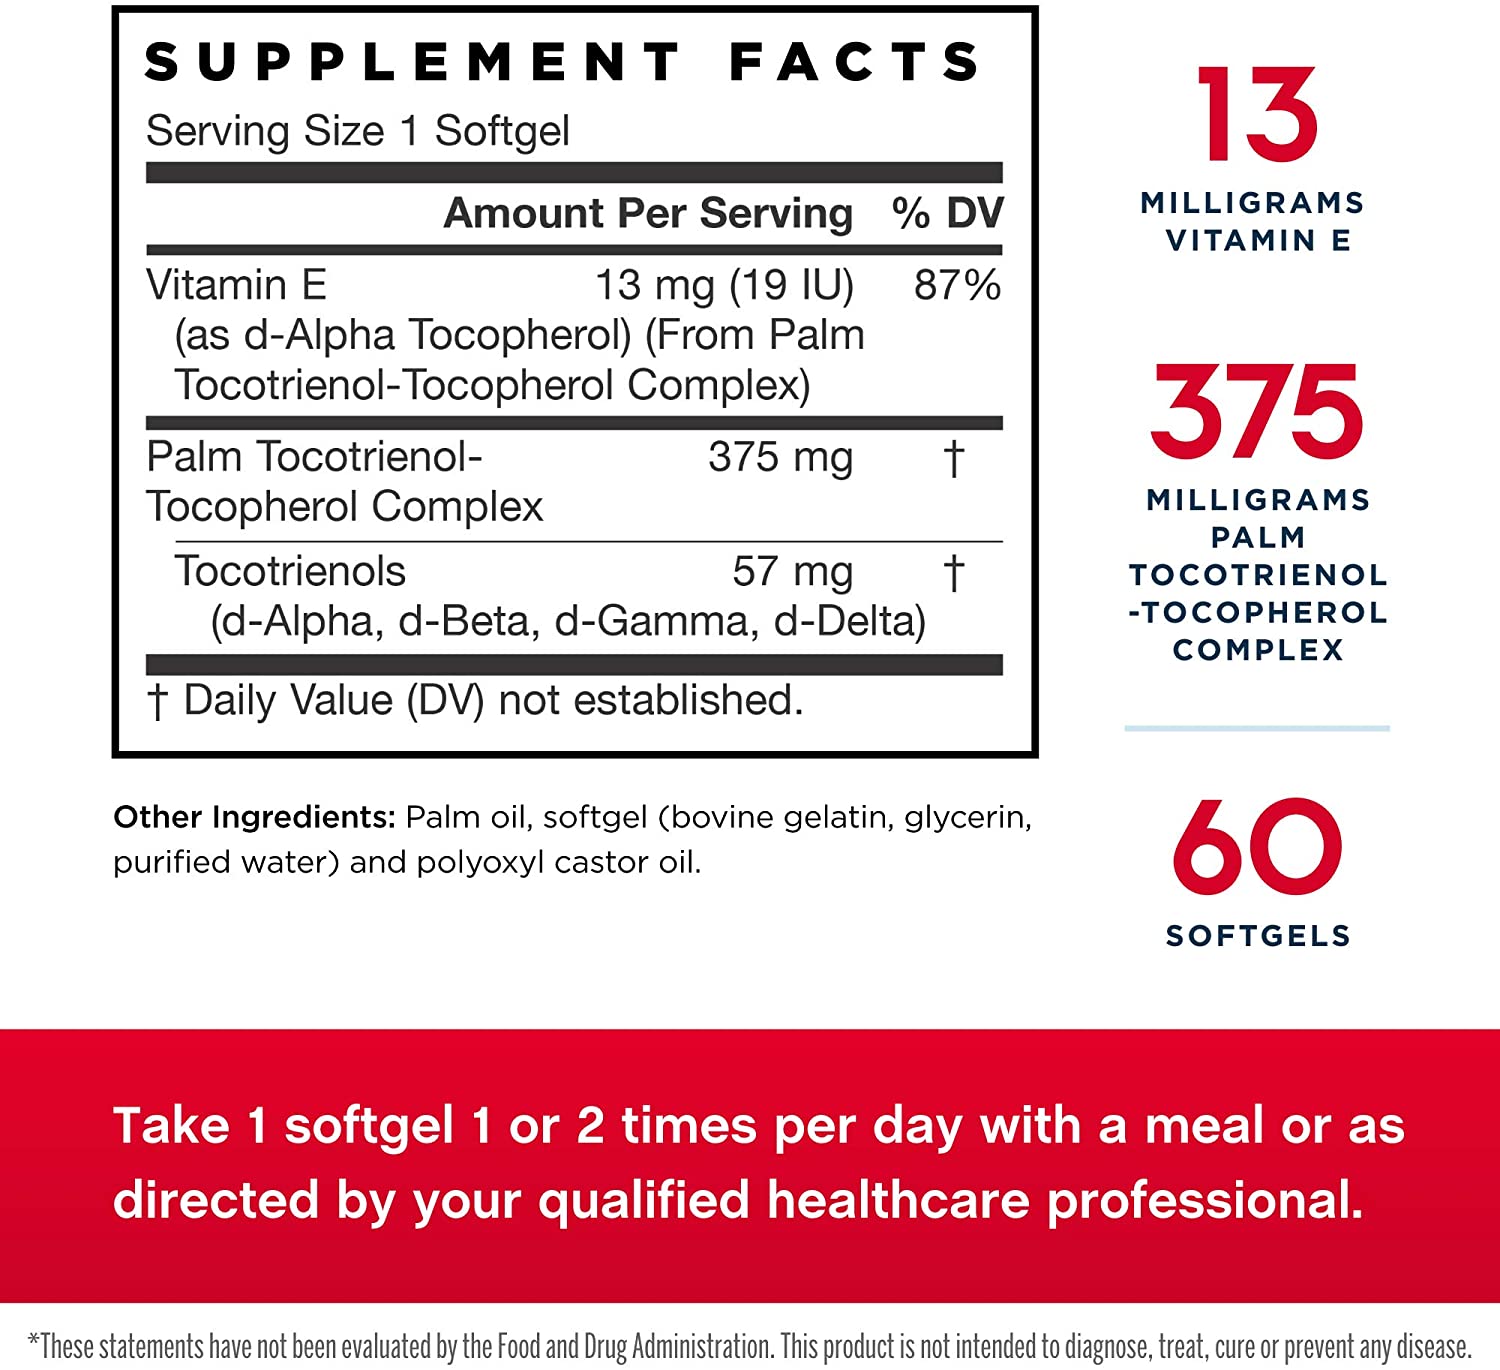 SUPPLEMENT FACTS
Serving Size 1 Softgel
Amount Per Serving % DV
Vitamin E 13 mg (19 IU) 87%
(as d-Alpha Tocopherol) (From Palm
Tocotrienol-Tocopherol Complex)
Palm Tocotrienol- 375 mg †
Tocopherol Complex
Tocotrienols 57 mg †
(d-Alpha, d-Beta, d-Gamma, d-Delta)
† Daily Value (DV) not established.
Other Ingredients: Palm oil, softgel (bovine gelatin, glycerin,
purified water) and polyoxyl castor oil.
13
MILLIGRAMS
VITAMIN E
375
MILLIGRAMS
PALM
TOCOTRIENOL
-TOCOPHEROL
COMPLEX
60
SOFTGELS
Take 1 softgel 1 or 2 times per day with a meal or as
directed by your qualified healthcare professional.
*These statements have not been evaluated by the Food and Drug Administration. This product is not intended to diagnose, treat, cure or prevent any disease.